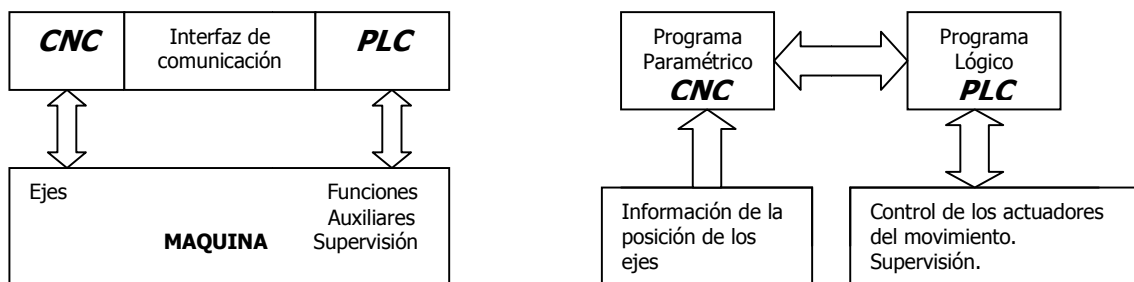 CNC
Interfaz de
comunicación
PLC
Ejes
Funciones
Auxiliares
MAQUINA
Supervisión
Programa
Paramétrico
CNC
Programa
Lógico
PLC
Información de la
posición de los
ejes
Control de los actuadores
del movimiento.
Supervisión.